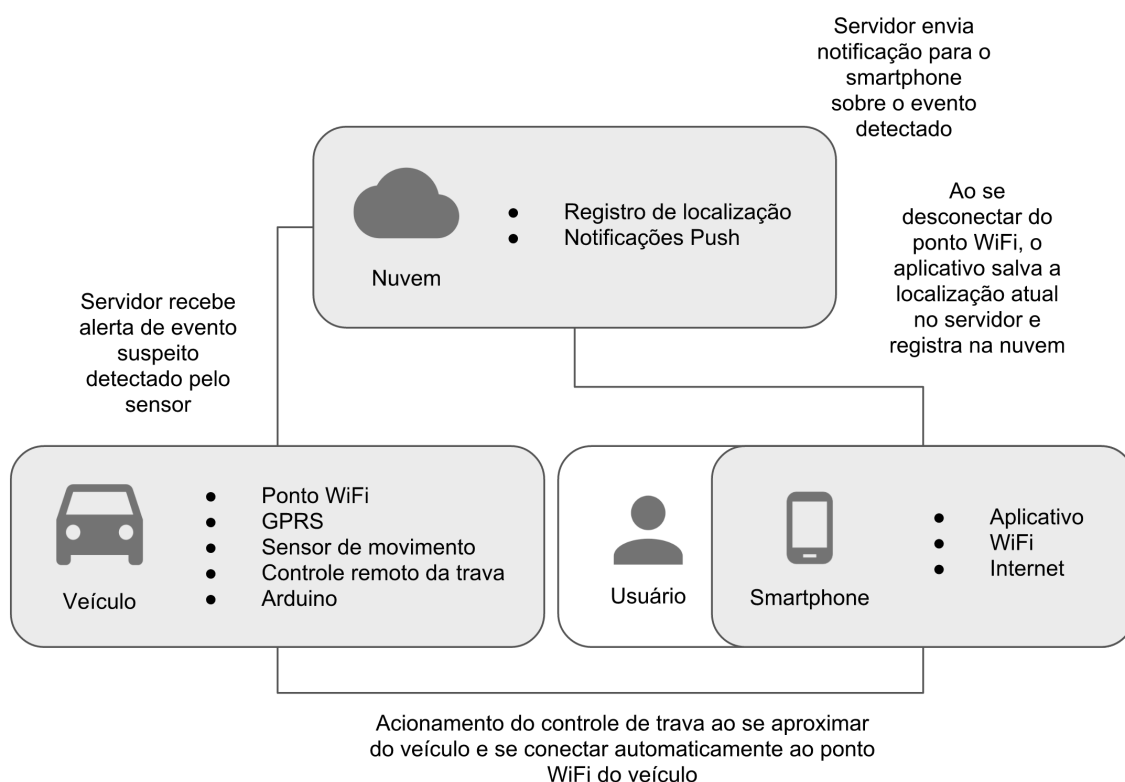 Servidor envia
notificação para o
smartphone
sobre o evento
detectado
● Registro de localização
● Notificações Push
Nuvem
Ao se
desconectar do
ponto WiFi, o
aplicativo salva a
localização atual
no servidor e
registra na nuvem
Servidor recebe
alerta de evento
suspeito
detectado pelo
sensor
● Ponto WiFi
● GPRS
● Sensor de movimento
● Controle remoto da trava
● Arduino
Veículo
Usuário
Smartphone
● Aplicativo
● WiFi
● Internet
Acionamento do controle de trava ao se aproximar
do veículo e se conectar automaticamente ao ponto
WiFi do veículo